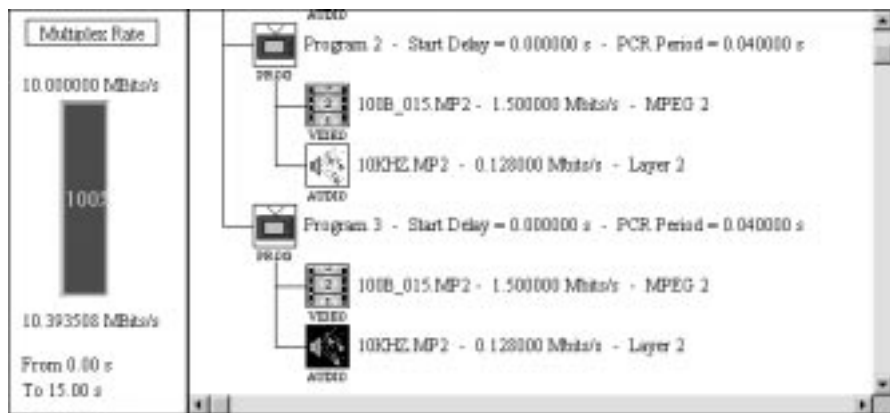 Multiplex Rate
10.000000 MBits/s
100%
10.393508 MBits/s
From 0.00 s
To 15.00 s
AUDIO
Program 2 - Start Delay = 0.000000 s - PCR Period = 0.040000 s
PROG
100B_015.MP2 - 1.500000 Mbits/s - MPEG 2
2
VIDEO
10KHZ.MP2 - 0.128000 Mbits/s - Layer 2
AUDIO
Program 3 - Start Delay = 0.000000 s - PCR Period = 0.040000 s
PROG
100B_015.MP2 - 1.500000 Mbits/s - MPEG 2
2
VIDEO
10KHZ.MP2 - 0.128000 Mbits/s - Layer 2
AUDIO